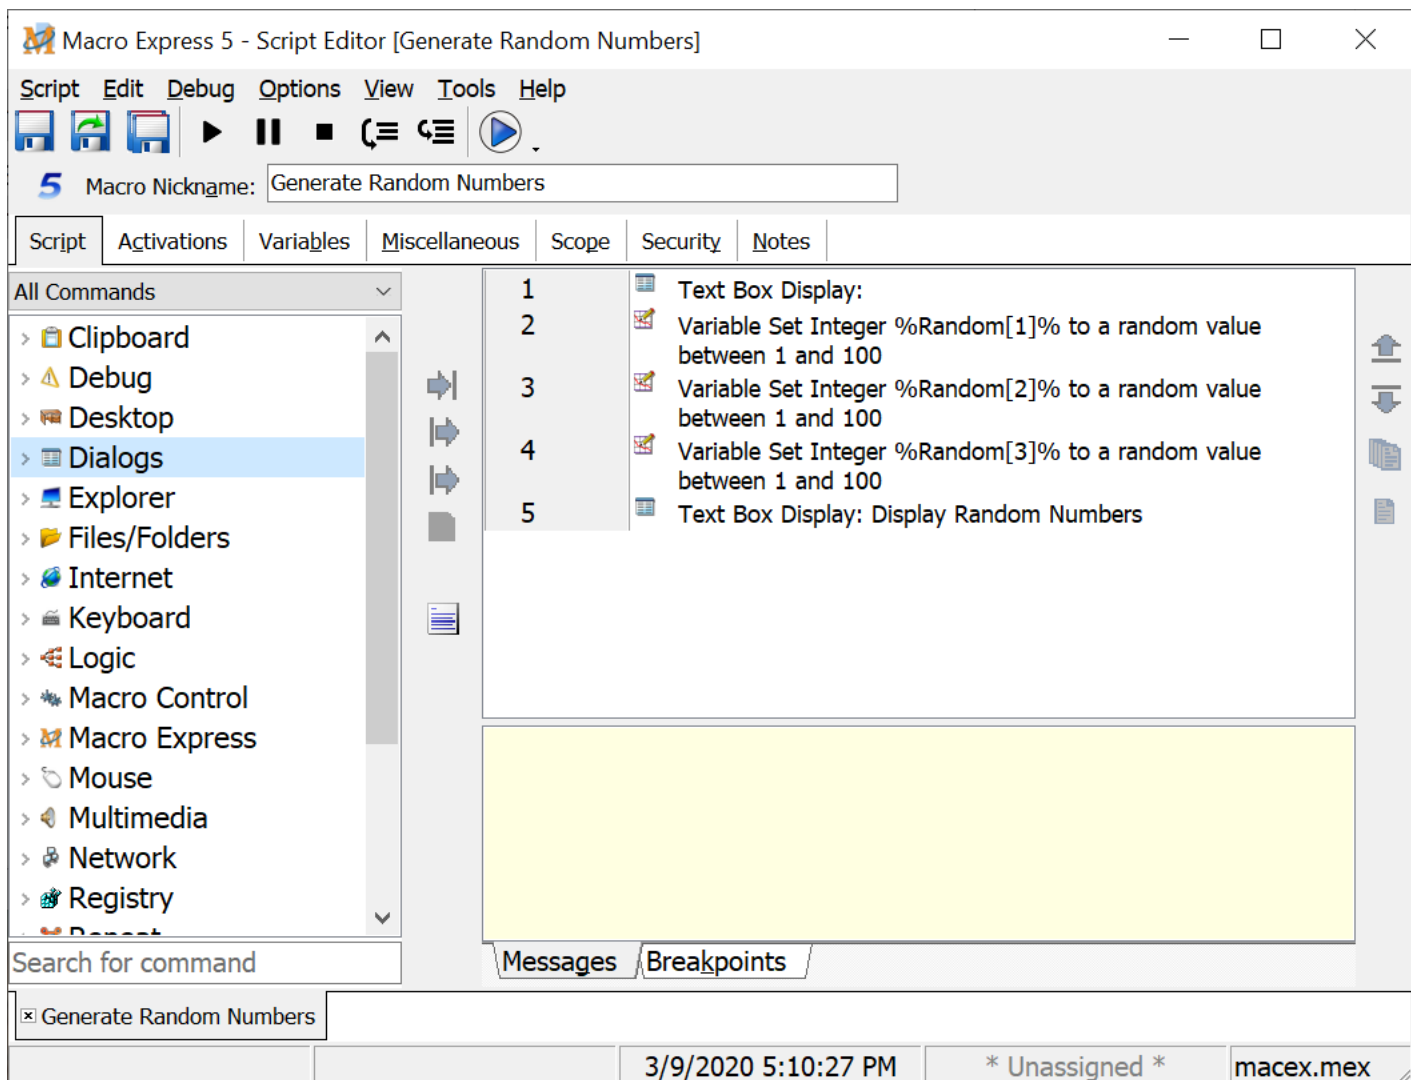 Macro Express 5 - Script Editor [Generate Random Numbers]
Script Edit Debug Options View Tools Help
5 Macro Nickname: Generate Random Numbers
Script Activations Variables Miscellaneous Scope Security Notes
All Commands
Clipboard
Debug
Desktop
Dialogs
Explorer
Files/Folders
Internet
Keyboard
Logic
Macro Control
Macro Express
Mouse
Multimedia
Network
Registry
Repeat
Search for command
1 Text Box Display:
2 Variable Set Integer %Random[1]% to a random value
between 1 and 100
3 Variable Set Integer %Random[2]% to a random value
between 1 and 100
4 Variable Set Integer %Random[3]% to a random value
between 1 and 100
5 Text Box Display: Display Random Numbers
Messages Breakpoints
Generate Random Numbers
3/9/2020 5:10:27 PM * Unassigned * macex.mex